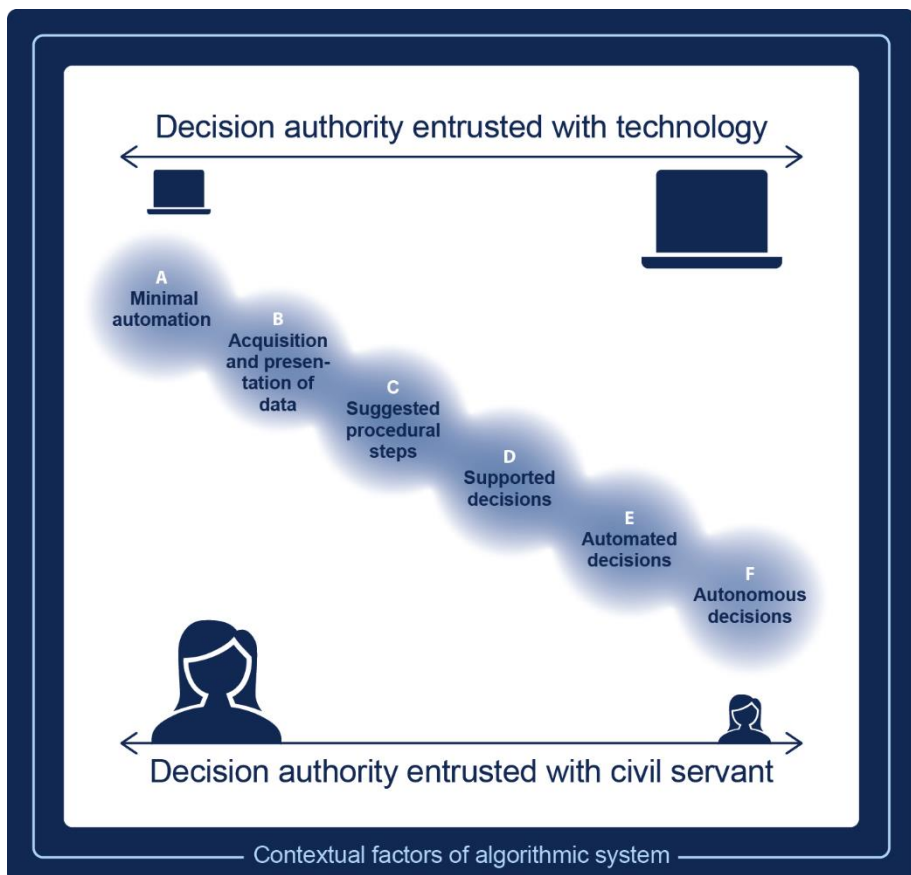 Decision authority entrusted with technology
A
Minimal
automation
B
Acquisition
and presen-
tation of
data
C
Suggested
procedural
steps
D
Supported
decisions
E
Automated
decisions
F
Autonomous
decisions
Decision authority entrusted with civil servant
Contextual factors of algorithmic system